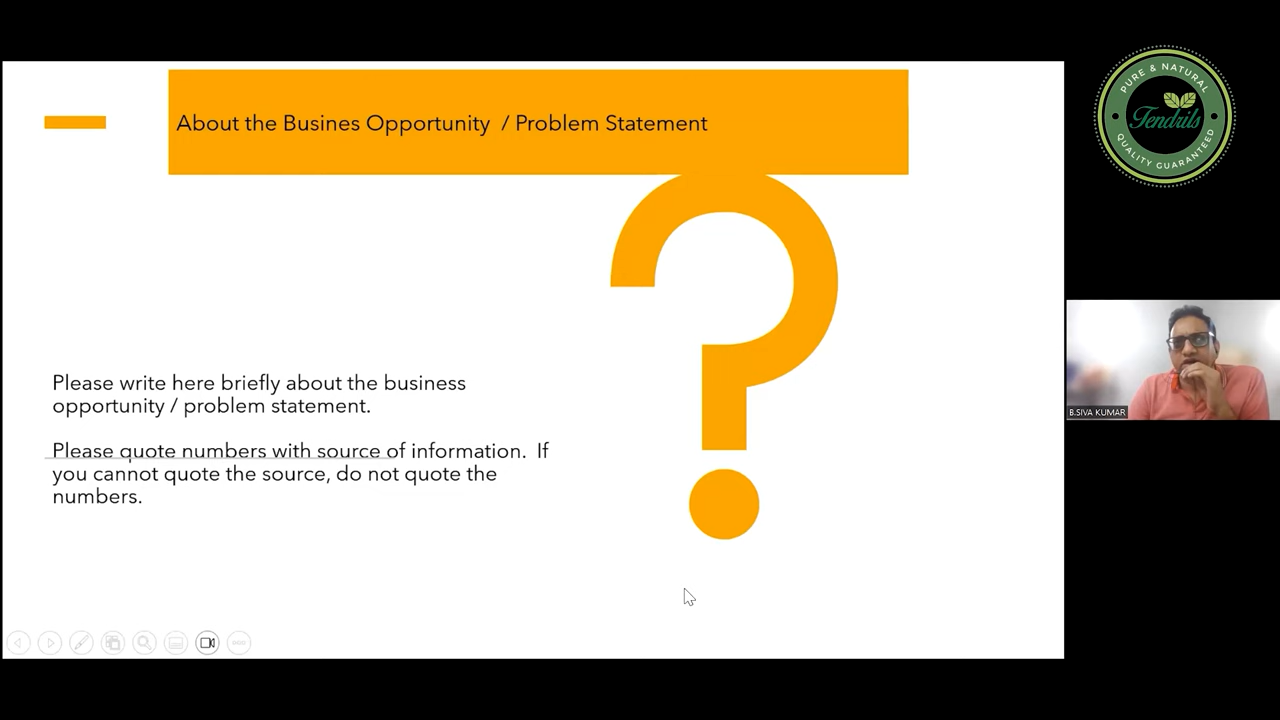 About the Busines Opportunity / Problem Statement
Please write here briefly about the business
opportunity / problem statement.
Please quote numbers with source of information. If
you cannot quote the source, do not quote the
numbers.
PURE & NATURAL
Tendrils
QUALITY GUARANTEED
B.SIVA KUMAR